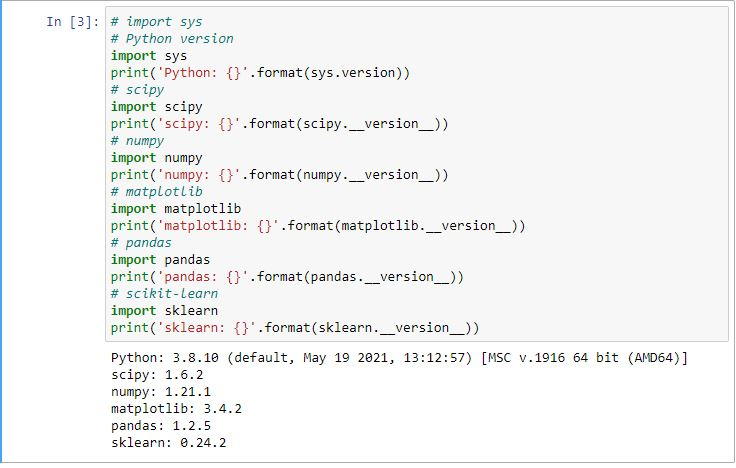 In [3]: # import sys
# Python version
import sys
print('Python: {}'.format(sys.version))
# scipy
import scipy
print('scipy: {}'.format(scipy.__version__))
# numpy
import numpy
print('numpy: {}'.format(numpy.__version__))
# matplotlib
import matplotlib
print('matplotlib: {}'.format(matplotlib.__version__))
# pandas
import pandas
print('pandas: {}'.format(pandas.__version__))
# scikit-learn
import sklearn
print('sklearn: {}'.format(sklearn.__version__))
Python: 3.8.10 (default, May 19 2021, 13:12:57) [MSC v.1916 64 bit (AMD64)]
scipy: 1.6.2
numpy: 1.21.1
matplotlib: 3.4.2
pandas: 1.2.5
sklearn: 0.24.2